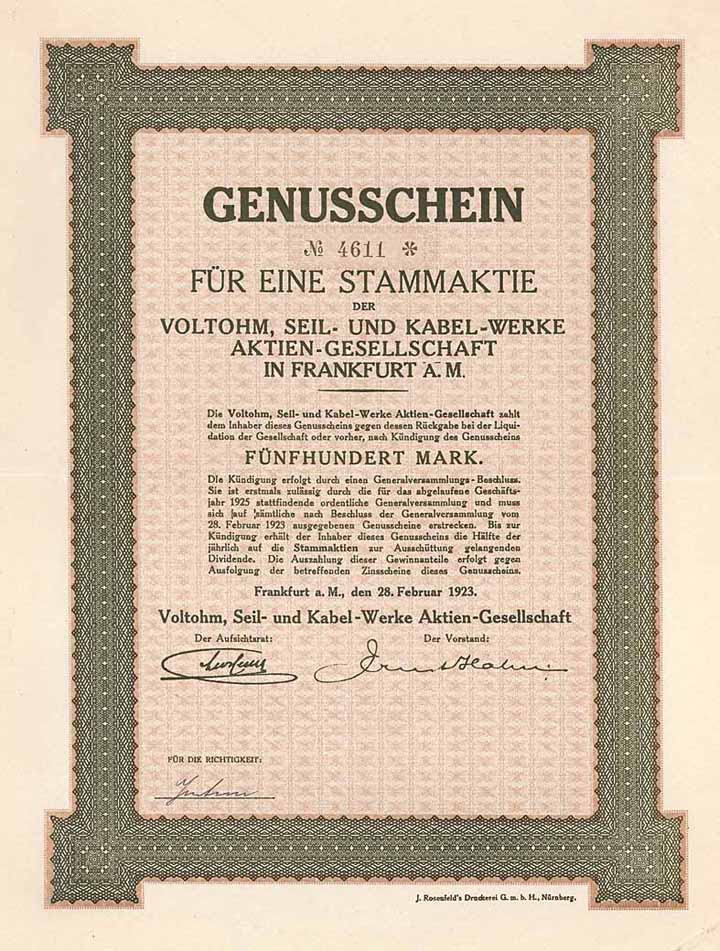 GENUSSCHEIN
№ 4611 *
FÜR EINE STAMMAKTIE
DER
VOLTOHM, SEIL- UND KABEL-WERKE
AKTIEN-GESELLSCHAFT
IN FRANKFURT A. M.
Die Voltohm, Seil- und Kabel-Werke Aktien-Gesellschaft zahlt
dem Inhaber dieses Genusscheins gegen dessen Rückgabe bei der Liqui-
dation der Gesellschaft oder vorher, nach Kündigung des Genusscheins
FÜNFHUNDERT MARK.
Die Kündigung erfolgt durch einen Generalversammlungs-Beschluss.
Sie ist erstmals zulässig durch die für das abgelaufene Geschäfts-
jahr 1925 stattfindende ordentliche Generalversammlung und muss
sich auf sämtliche nach Beschluss der Generalversammlung vom
28. Februar 1923 ausgegebenen Genusscheine erstrecken. Bis zur
Kündigung erhält der Inhaber dieses Genusscheins die Hälfte der
jährlich auf die Stammaktien zur Ausschüttung gelangenden
Dividende. Die Auszahlung dieser Gewinnanteile erfolgt gegen
Ausfolgung der betreffenden Zinsscheine dieses Genusscheins.
Frankfurt a. M., den 28. Februar 1923.
Voltohm, Seil- und Kabel-Werke Aktien-Gesellschaft
Der Aufsichtsrat: Der Vorstand:
FÜR DIE RICHTIGKEIT:
J. Rosenfeld's Druckerei G. m. b. H., Nürnberg.